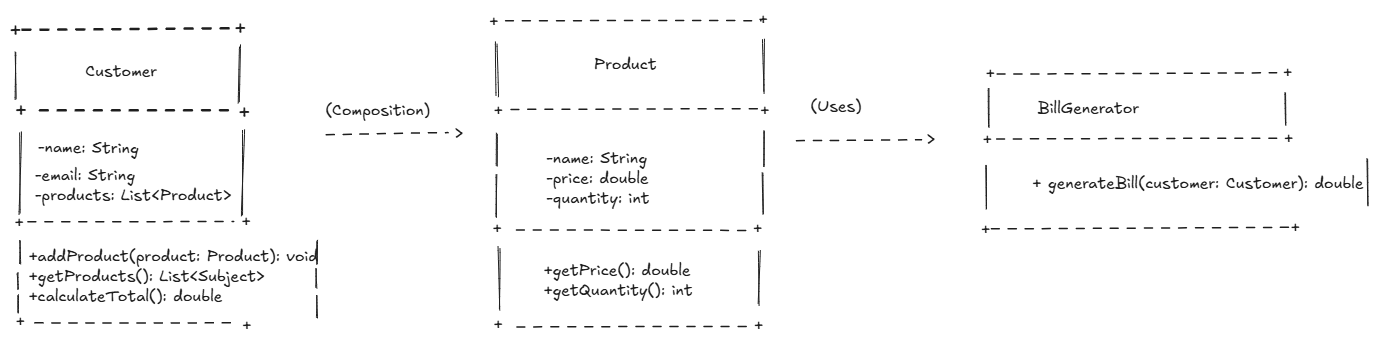 Customer
-name: String
-email: String
-products: List<Product>
+addProduct(product: Product): void
+getProducts(): List<Subject>
+calculateTotal(): double
(Composition)
Product
-name: String
-price: double
-quantity: int
+getPrice(): double
+getQuantity(): int
(Uses)
BillGenerator
+ generateBill(customer: Customer): double